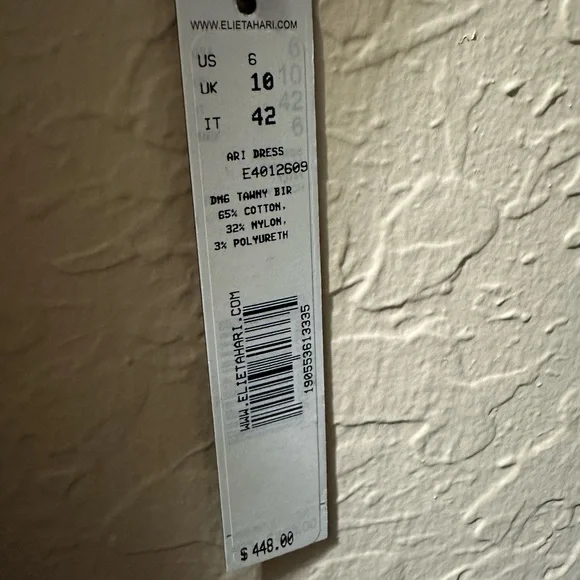 WWW.ELIETAHARI.COM
US 6
UK 10
IT 42
ARI DRESS
E4012609
DMG TAWNY BIR
65% COTTON,
32% NYLON,
3% POLYURETH
WWW.ELIETAHARI.COM
190553613335
$ 448.00